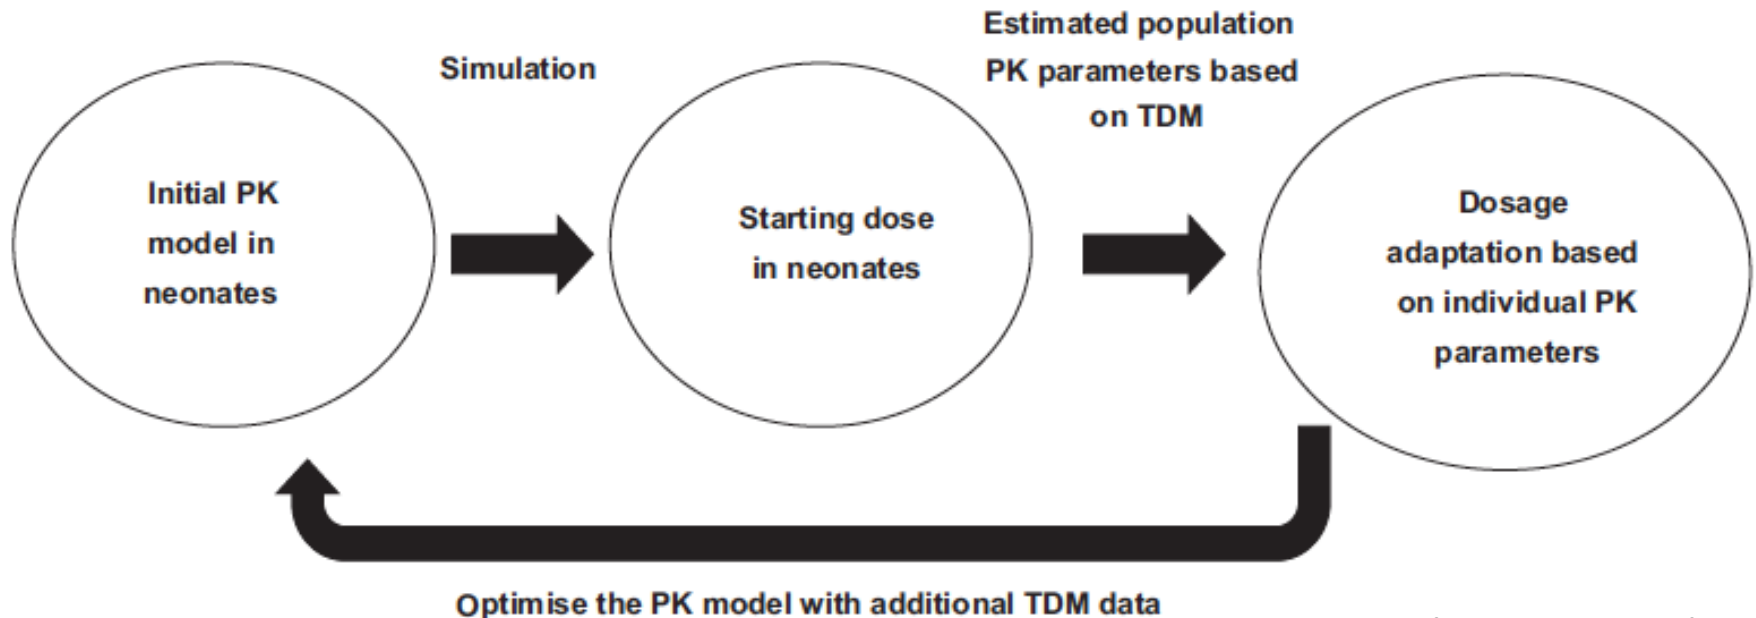 Initial PK
model in
neonates
Simulation
Starting dose
in neonates
Estimated population
PK parameters based
on TDM
Dosage
adaptation based
on individual PK
parameters
Optimise the PK model with additional TDM data